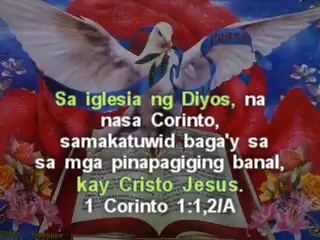 Sa iglesia ng Diyos, na
nasa Corinto,
samakatuwid baga'y sa
sa mga pinapagiging banal,
kay Cristo Jesus.
1 Corinto 1:1,2/A